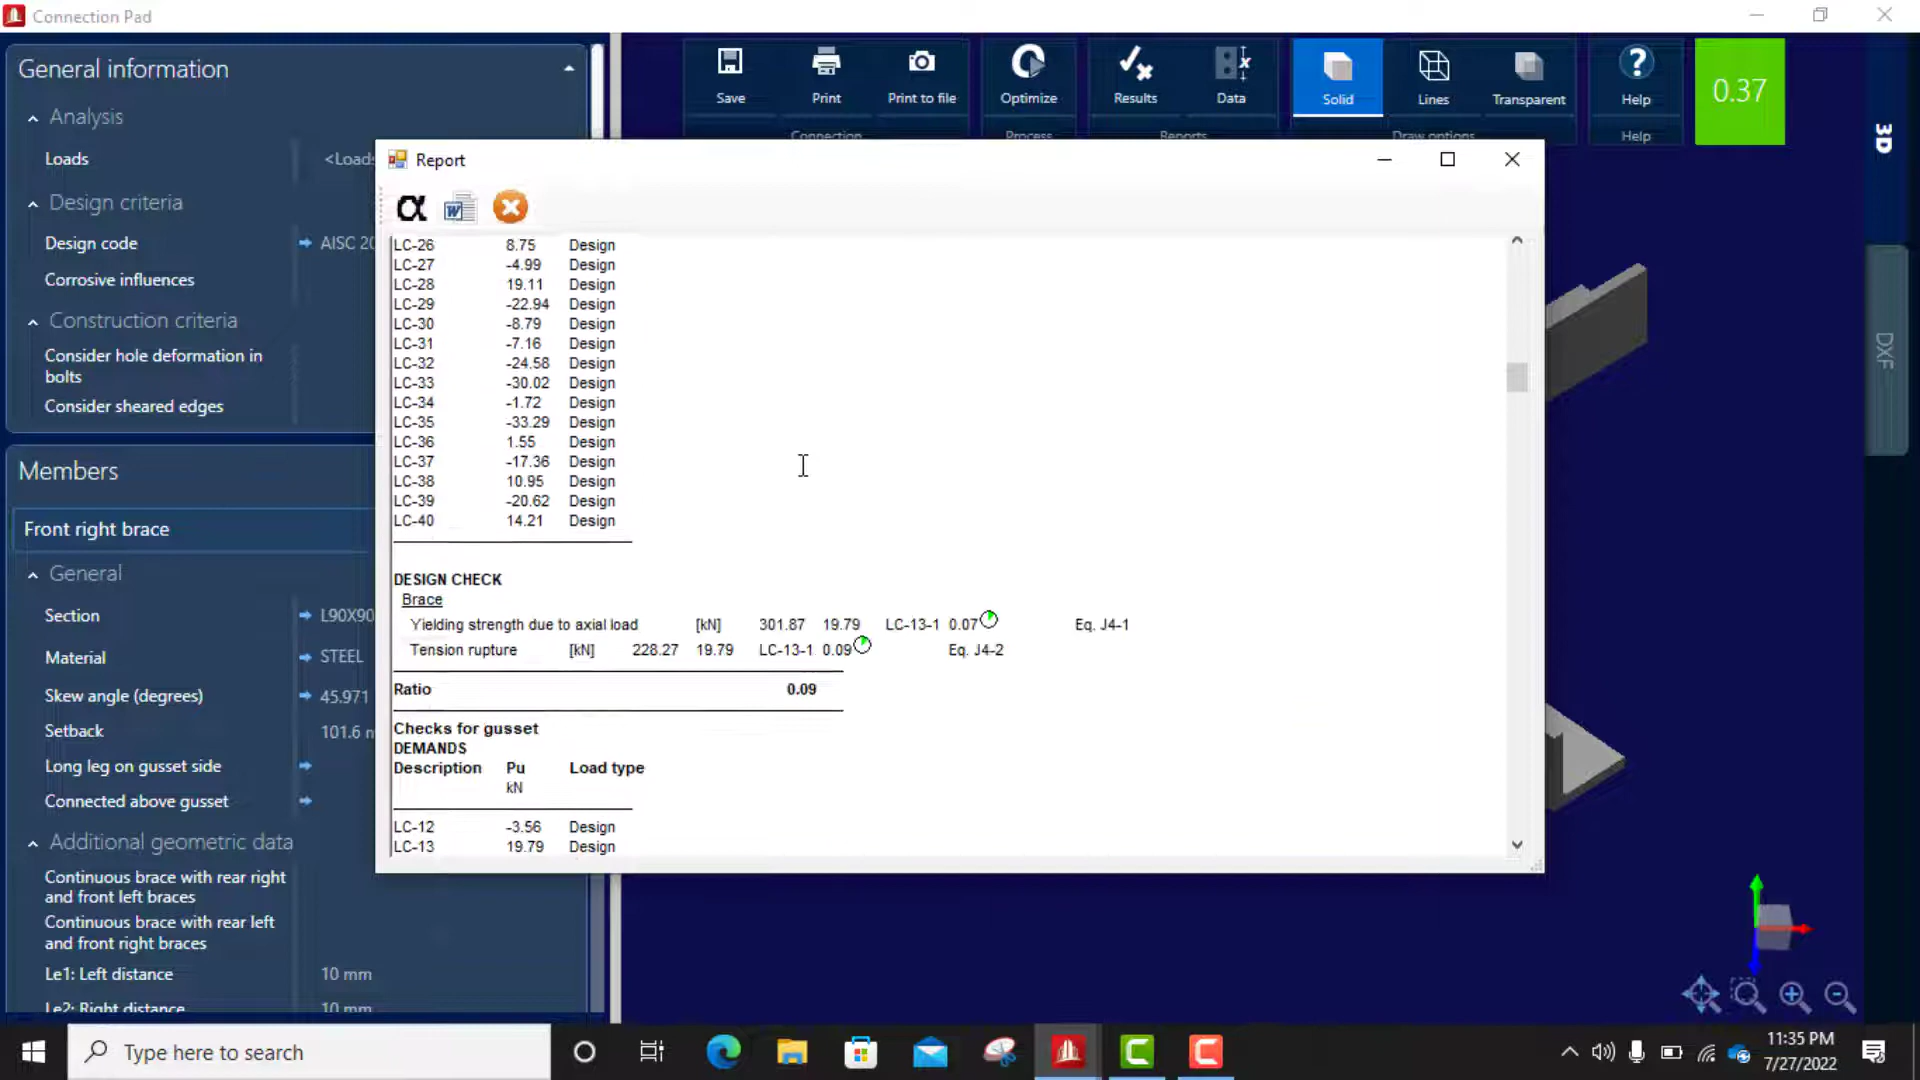 Connection Pad
General information
Analysis
Loads <Loads
Design criteria
Design code AISC 20
Corrosive influences
Construction criteria
Consider hole deformation in
bolts
Consider sheared edges
Members
Front right brace
General
Section L90X90
Material STEEL
Skew angle (degrees) 45.971
Setback 101.6 m
Long leg on gusset side
Connected above gusset
Additional geometric data
Continuous brace with rear right
and front left braces
Continuous brace with rear left
and front right braces
Le1: Left distance 10 mm
Le2: Right distance 10 mm
Save Print Print to file Optimize Results Data Solid Lines Transparent Help 0.37
Connection Process Reports Draw options Help
3D
DXF
Report
LC-26 8.75 Design
LC-27 -4.99 Design
LC-28 19.11 Design
LC-29 -22.94 Design
LC-30 -8.79 Design
LC-31 -7.16 Design
LC-32 -24.58 Design
LC-33 -30.02 Design
LC-34 -1.72 Design
LC-35 -33.29 Design
LC-36 1.55 Design
LC-37 -17.36 Design
LC-38 10.95 Design
LC-39 -20.62 Design
LC-40 14.21 Design
DESIGN CHECK
Brace
Yielding strength due to axial load [kN] 301.87 19.79 LC-13-1 0.07 Eq. J4-1
Tension rupture [kN] 228.27 19.79 LC-13-1 0.09 Eq. J4-2
Ratio 0.09
Checks for gusset
DEMANDS
Description Pu Load type
kN
LC-12 -3.56 Design
LC-13 19.79 Design
Type here to search
11:35 PM
7/27/2022